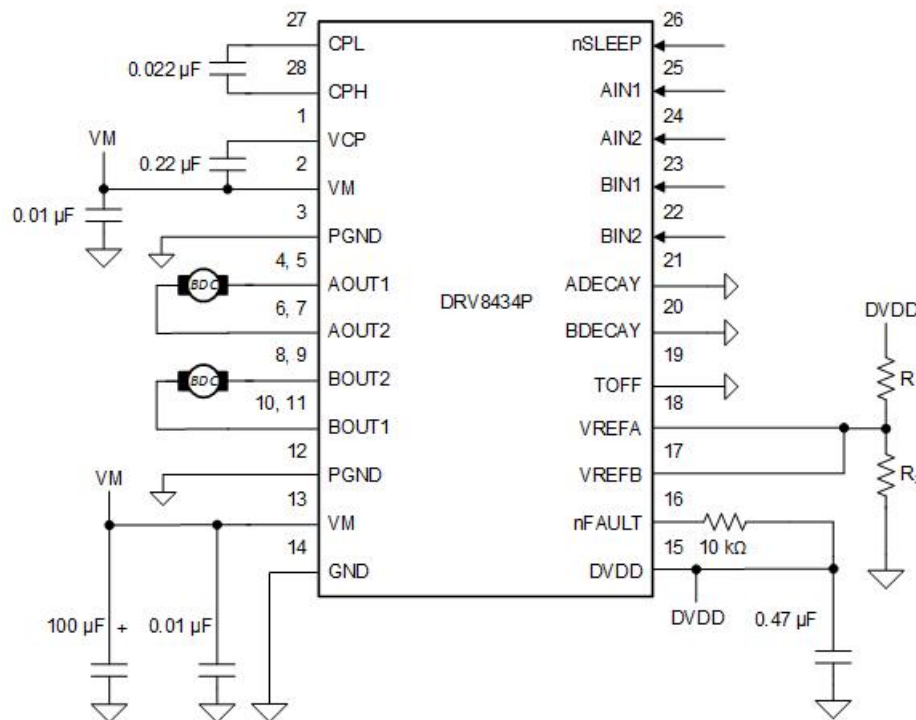 27
CPL
0.022 µF
28
CPH
1
VCP
VM
0.22 µF
2
VM
0.01 µF
3
PGND
4, 5
BDC
AOUT1
6, 7
AOUT2
8, 9
BDC
BOUT2
10, 11
BOUT1
12
PGND
VM
13
VM
14
GND
100 µF +
0.01 µF
DRV8434P
26
nSLEEP
25
AIN1
24
AIN2
23
BIN1
22
BIN2
21
ADECAY
20
BDECAY
19
TOFF
18
VREFA
17
VREFB
16
nFAULT
10 kΩ
15
DVDD
DVDD
0.47 µF
DVDD
R
R